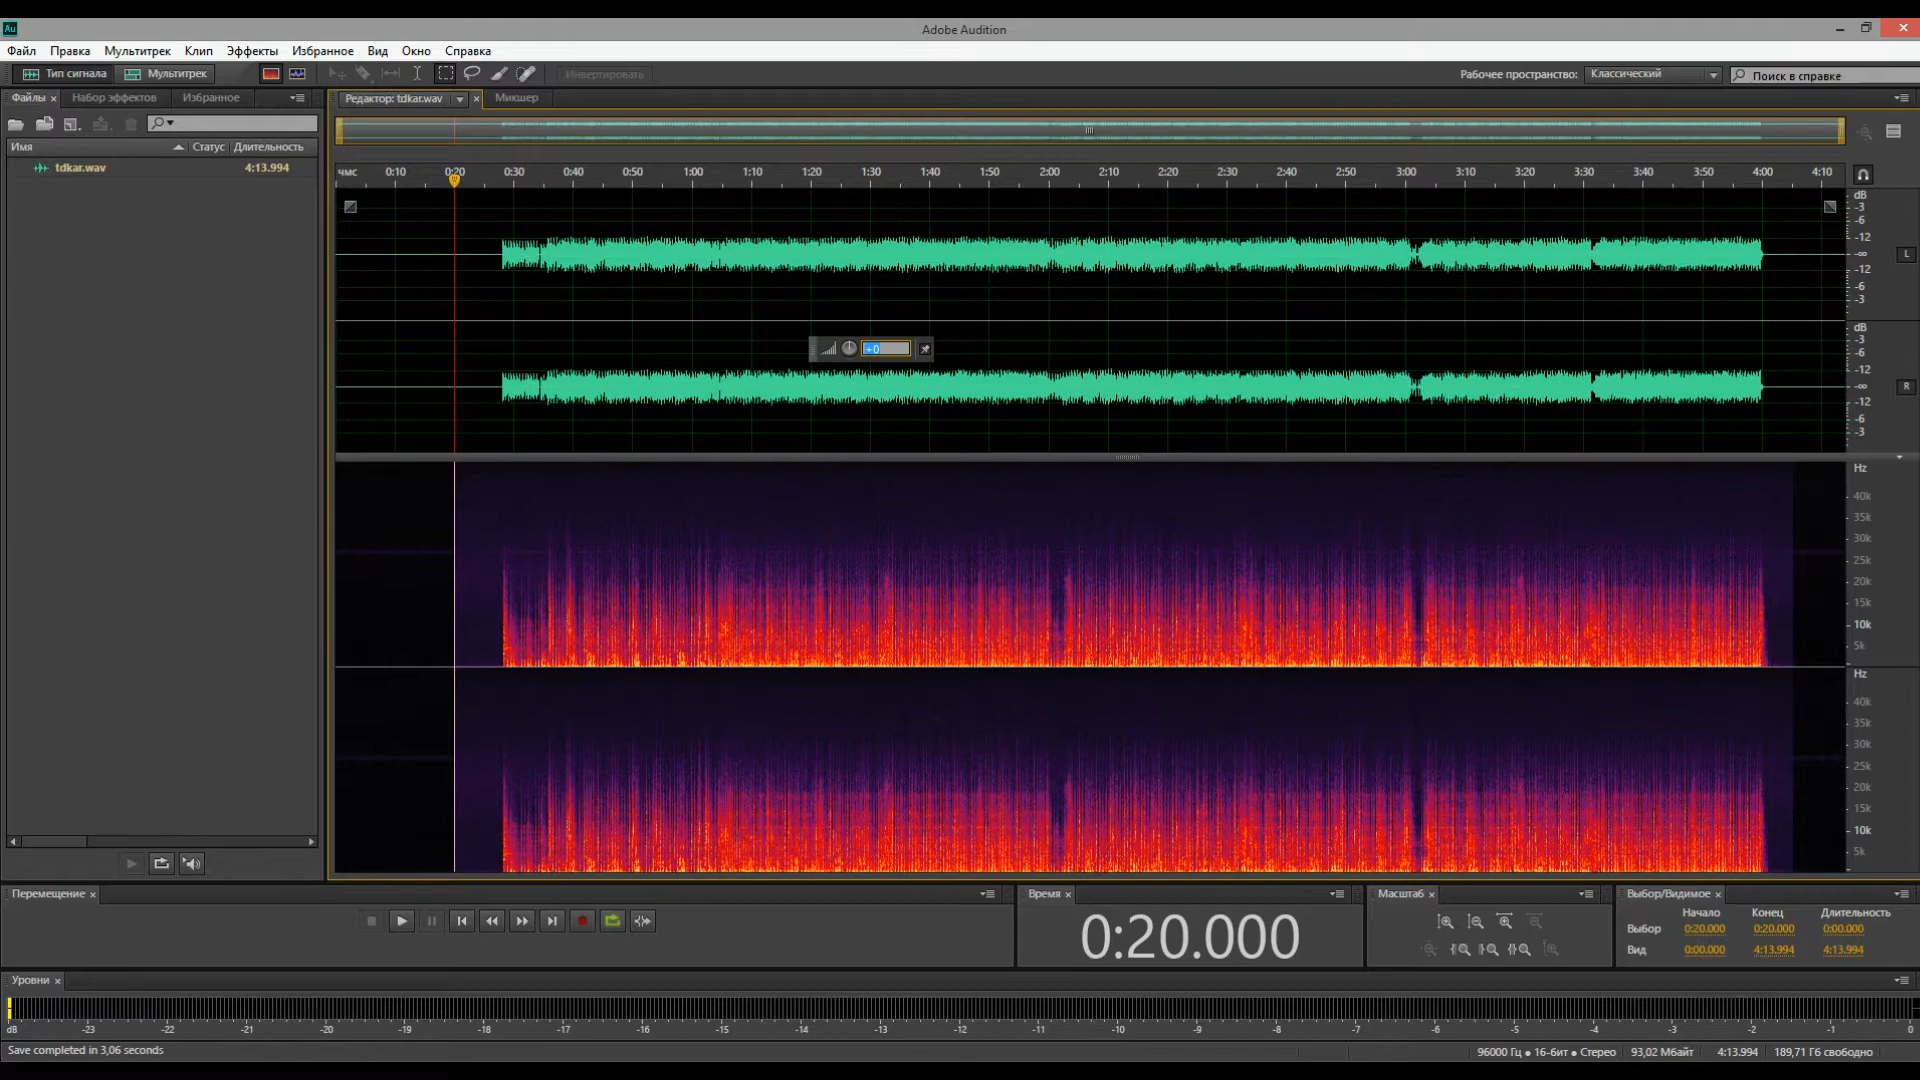 Au
Adobe Audition
Файл Правка Мультитрек Клип Эффекты Избранное Вид Окно Справка
Тип сигнала Мультитрек Инвертировать Рабочее пространство: Классический Поиск в справке
Файлы Набор эффектов Избранное Редактор: tdkar.wav Микшер
Имя Статус Длительность
tdkar.wav 4:13.994
чмс 0:10 0:20 0:30 0:40 0:50 1:00 1:10 1:20 1:30 1:40 1:50 2:00 2:10 2:20 2:30 2:40 2:50 3:00 3:10 3:20 3:30 3:40 3:50 4:00 4:10
dB
-3
-6
-12
-∞
L
-12
-6
-3
dB
-3
-6
+0
-12
-∞
R
-12
-6
-3
Hz
40k
35k
30k
25k
20k
15k
10k
5k
Hz
40k
35k
30k
25k
20k
15k
10k
5k
Перемещение Время Масштаб Выбор/Видимое
0:20.000
Начало Конец Длительность
Выбор 0:20.000 0:20.000 0:00.000
Вид 0:00.000 4:13.994 4:13.994
Уровни
dB -23 -22 -21 -20 -19 -18 -17 -16 -15 -14 -13 -12 -11 -10 -9 -8 -7 -6 -5 -4 -3 -2 -1 0
Save completed in 3,06 seconds
96000 Гц • 16-бит • Стерео 93,02 Мбайт 4:13.994 189,71 Гб свободно